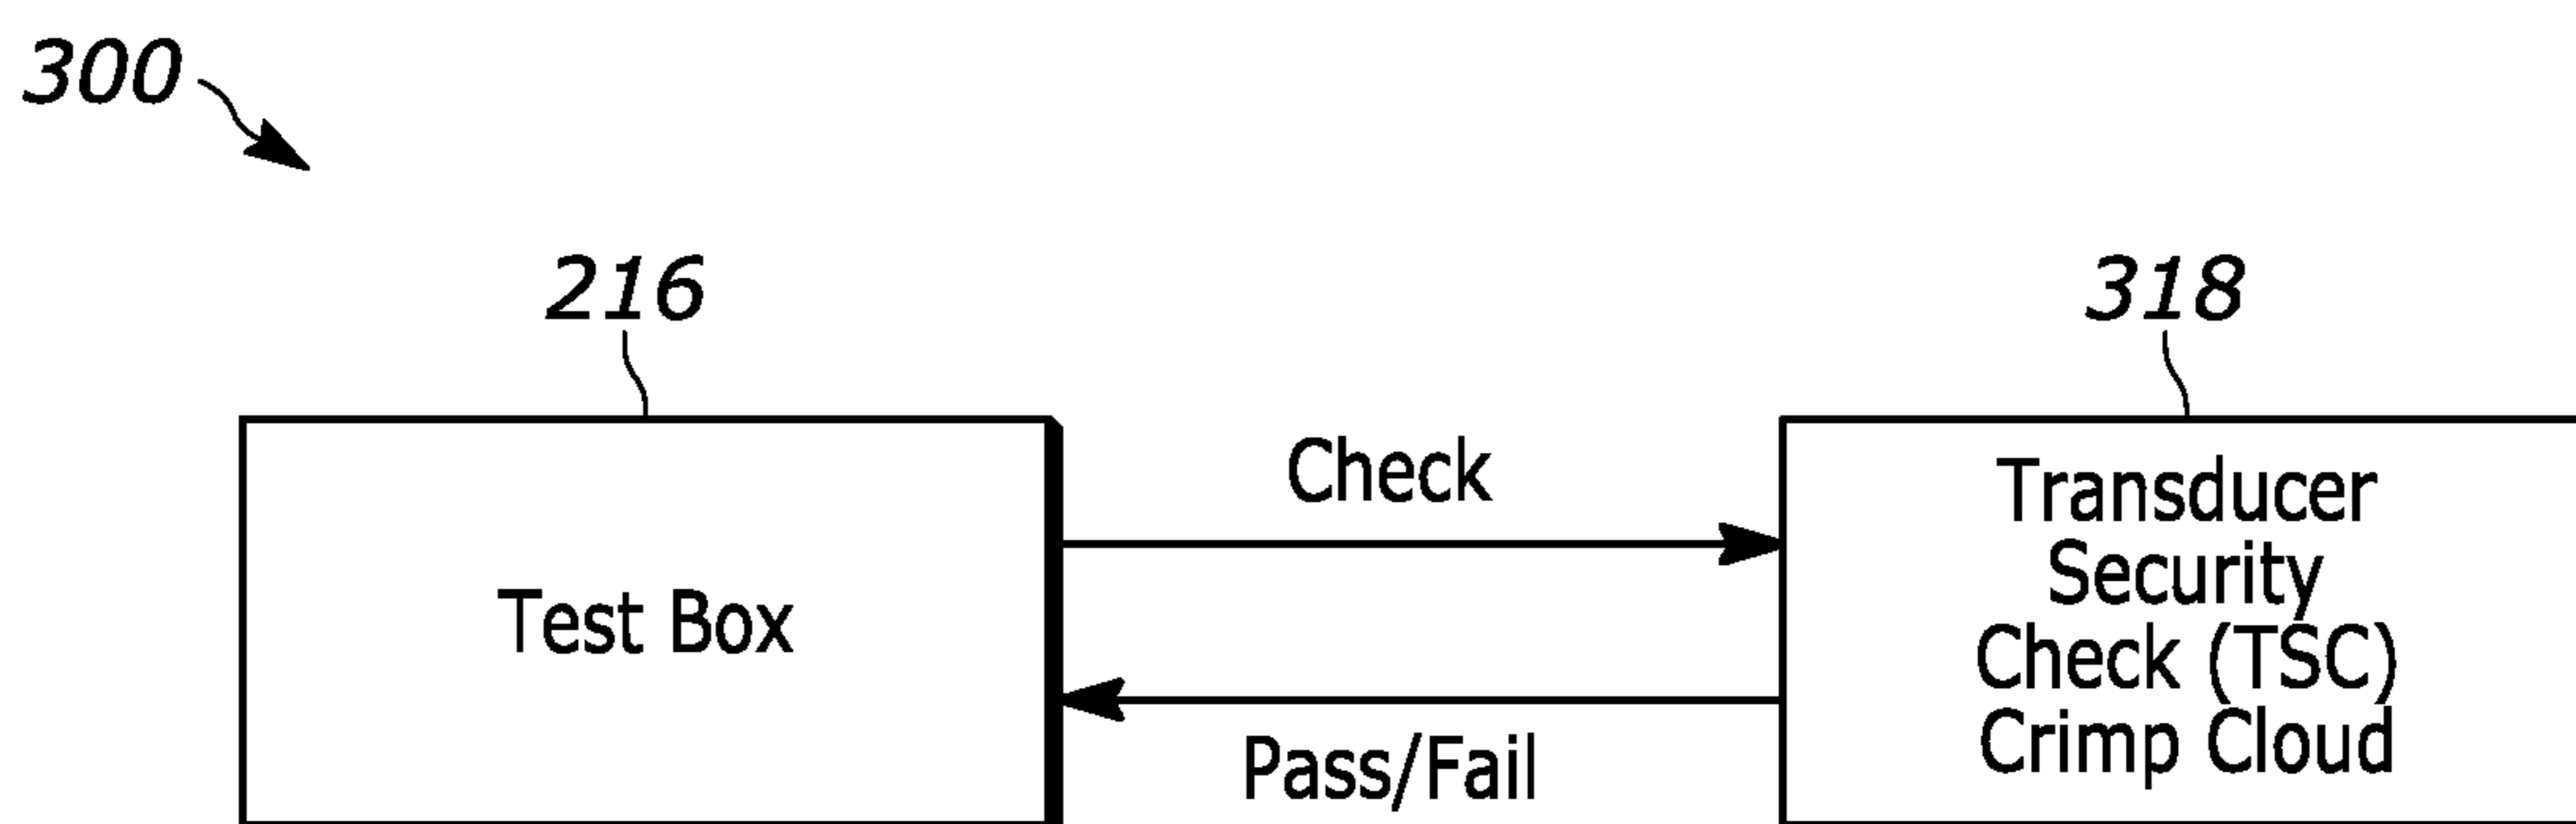 300
216
318
Check
Transducer
Security
Check (TSC)
Crimp Cloud
Test Box
Pass/Fail